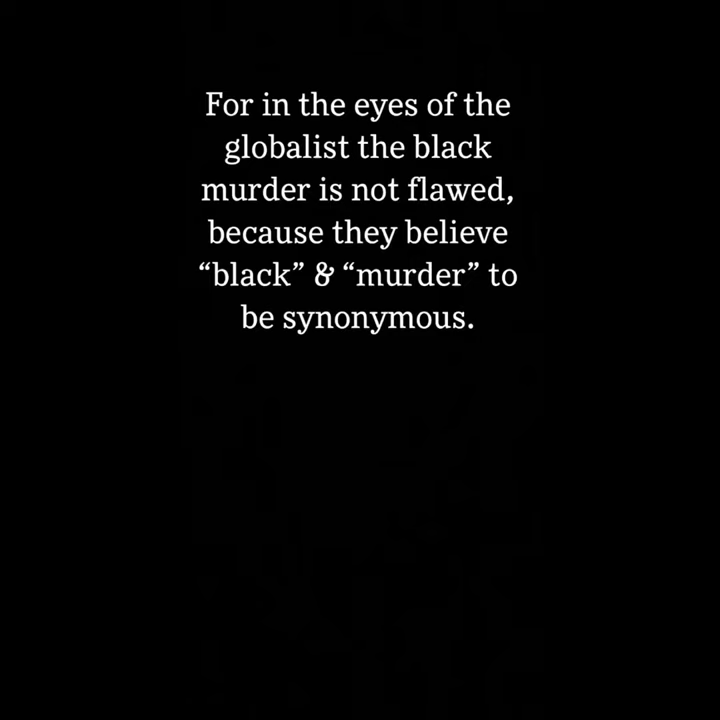 For in the eyes of the
globalist the black
murder is not flawed,
because they believe
“black” & “murder” to
be synonymous.